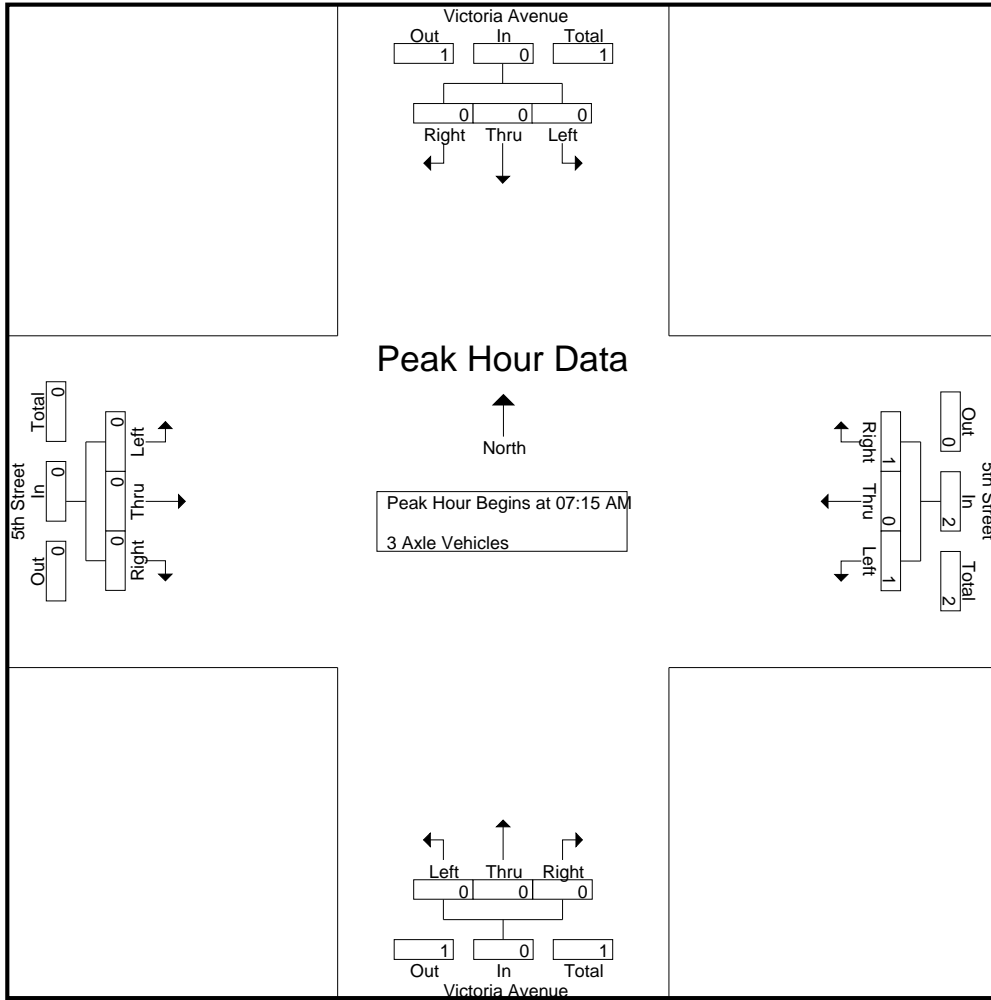 Victoria Avenue
Out In Total
1 0 1
0 0 0
Right Thru Left
Peak Hour Data
North
Peak Hour Begins at 07:15 AM
3 Axle Vehicles
5th Street
Total In Out
0 0 0
0 0 0
Left Thru Right
5th Street
Out In Total
0 2 2
1 0 1
Right Thru Left
Left Thru Right
0 0 0
1 0 1
Out In Total
Victoria Avenue